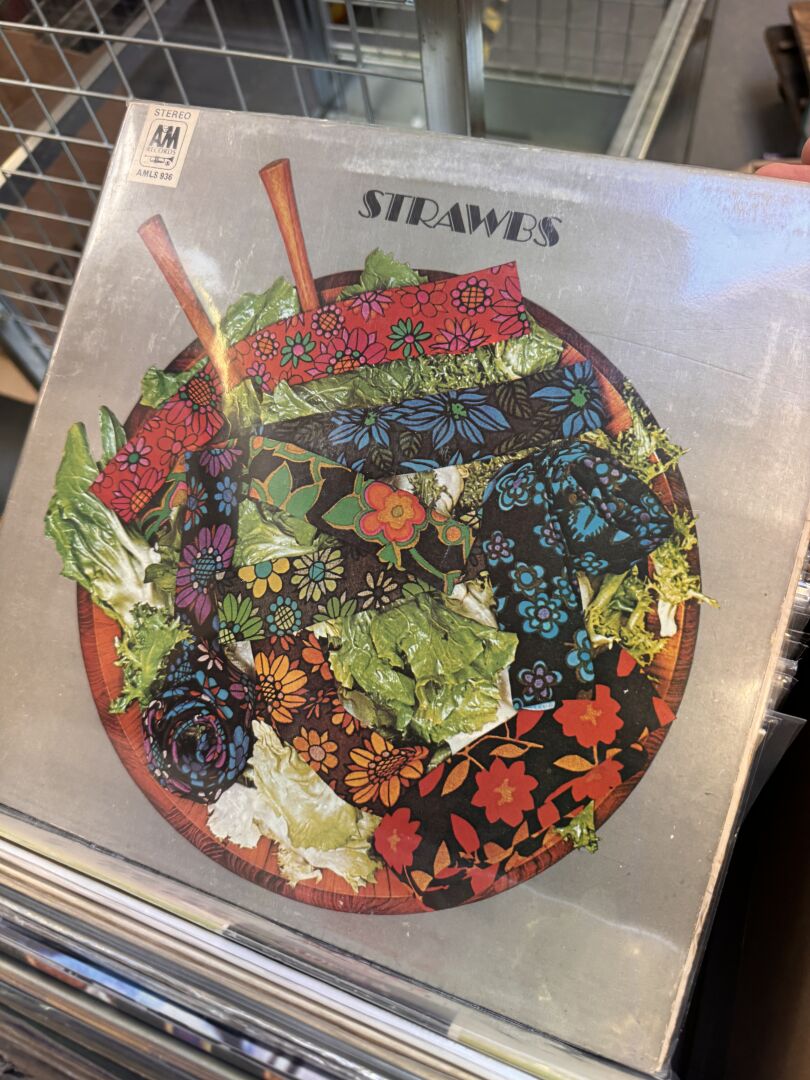 STEREO
A&M
RECORDS
AMLS 936
STRAWBS